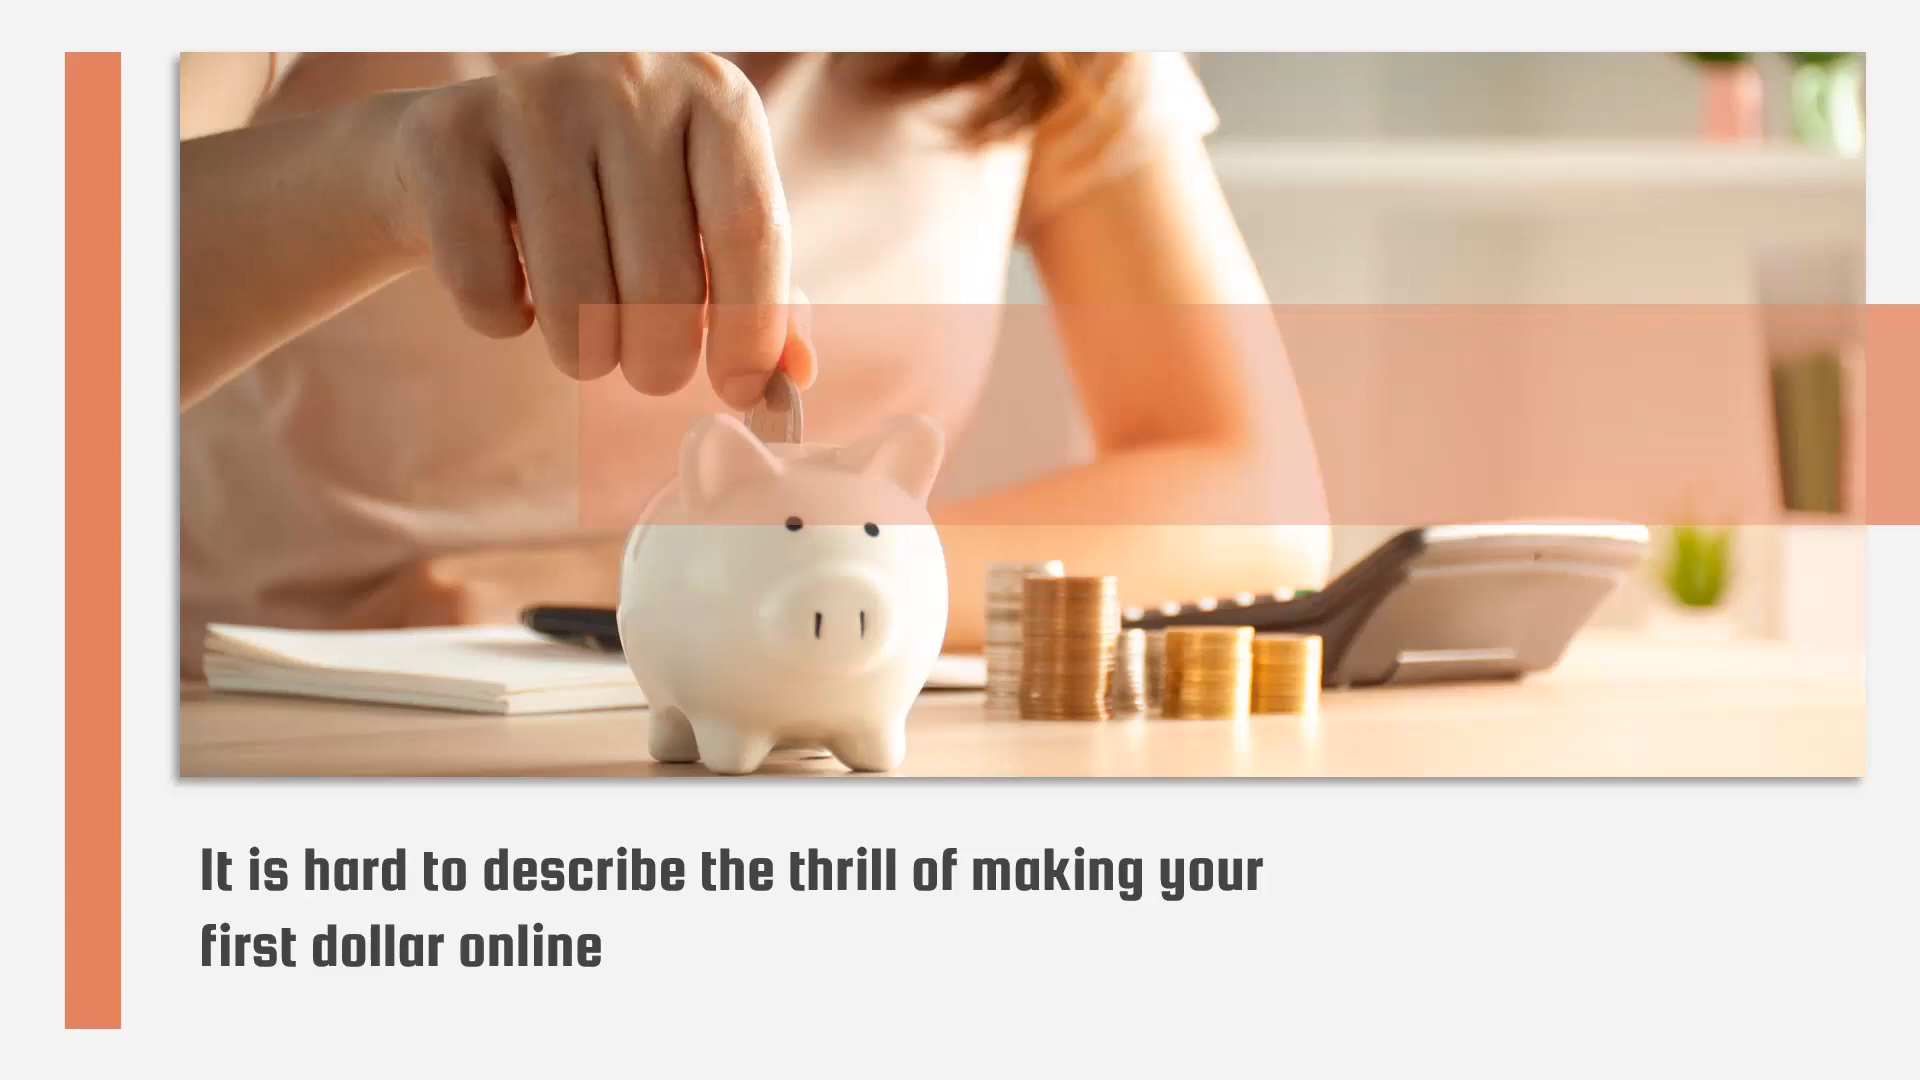 It is hard to describe the thrill of making your
first dollar online